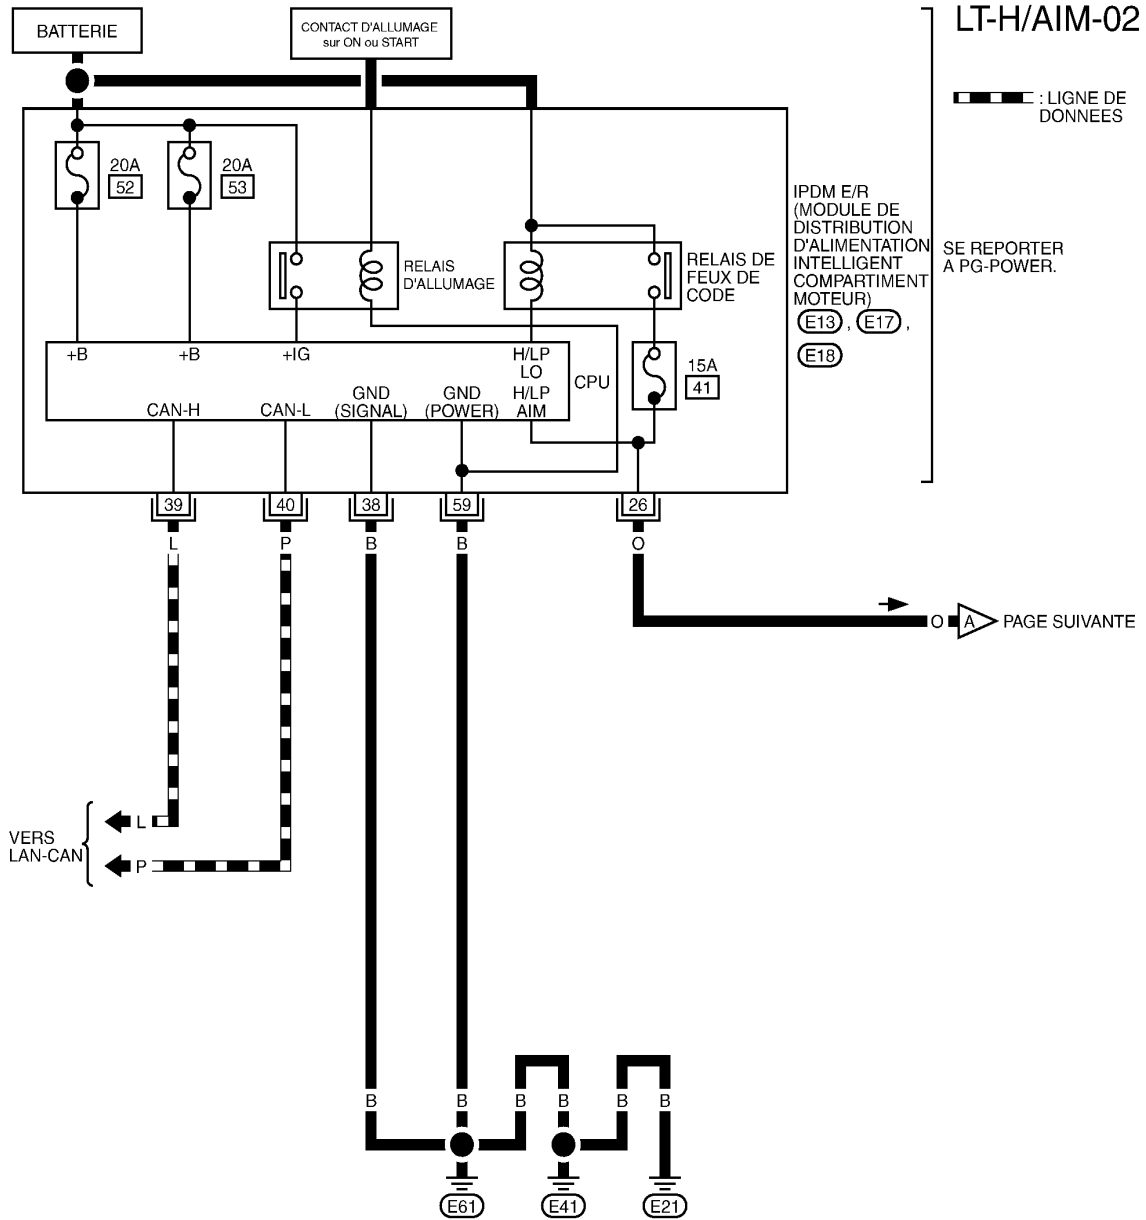 LT-H/AIM-02
BATTERIE
CONTACT D'ALLUMAGE
sur ON ou START
: LIGNE DE
DONNEES
20A
52
20A
53
RELAIS
D'ALLUMAGE
RELAIS DE
FEUX DE
CODE
IPDM E/R
(MODULE DE
DISTRIBUTION
D'ALIMENTATION
INTELLIGENT
COMPARTIMENT
MOTEUR)
E13 , E17 ,
E18
SE REPORTER
A PG-POWER.
+B
+B
+IG
H/LP
LO
CPU
15A
41
CAN-H
CAN-L
GND
(SIGNAL)
GND
(POWER)
H/LP
AIM
39
40
38
59
26
L
P
B
B
O
O
A
PAGE SUIVANTE
VERS
LAN-CAN
L
P
B
B
B
B
B
B
E61
E41
E21